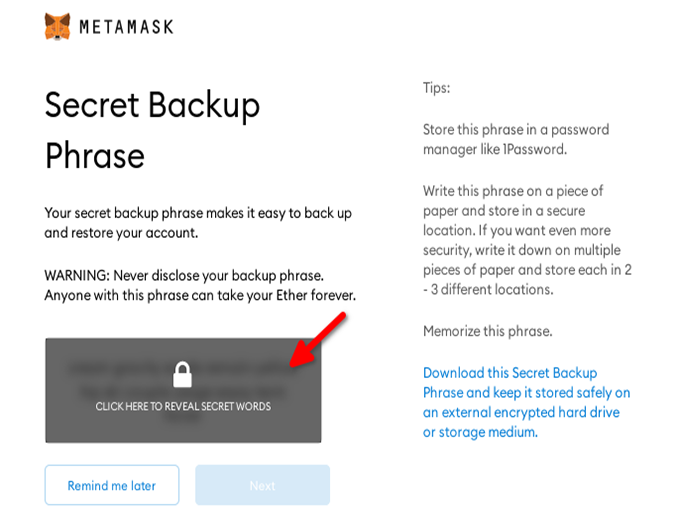 METAMASK
Secret Backup
Phrase
Your secret backup phrase makes it easy to back up
and restore your account.
WARNING: Never disclose your backup phrase.
Anyone with this phrase can take your Ether forever.
CLICK HERE TO REVEAL SECRET WORDS
Remind me later
Next
Tips:
Store this phrase in a password
manager like 1Password.
Write this phrase on a piece of
paper and store in a secure
location. If you want even more
security, write it down on multiple
pieces of paper and store each in 2
- 3 different locations.
Memorize this phrase.
Download this Secret Backup
Phrase and keep it stored safely on
an external encrypted hard drive
or storage medium.